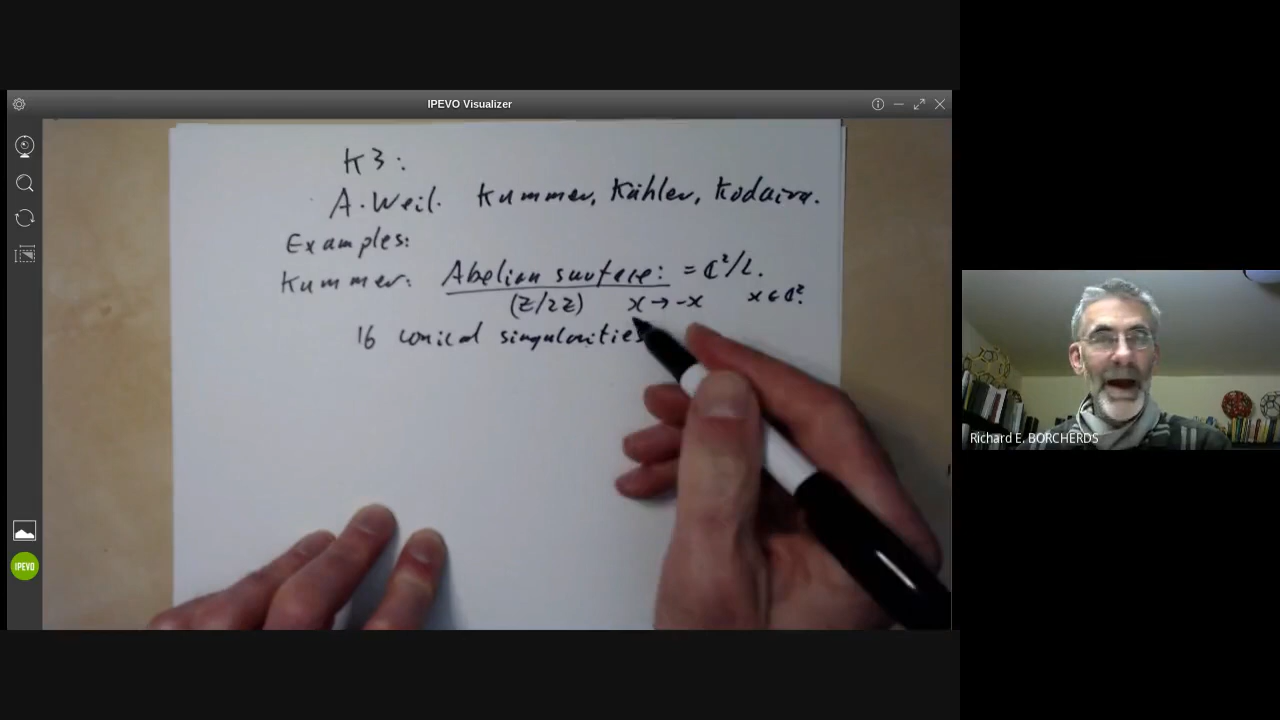 IPEVO Visualizer
K3:
A. Weil. Kummer, Kähler, Kodaira.
Examples:
Kummer: Abelian surface: = ℂ²/L.
(Z/2Z) x → -x x ∈ ℂ².
16 conical singularities
IPEVO
Richard E. BORCHERDS